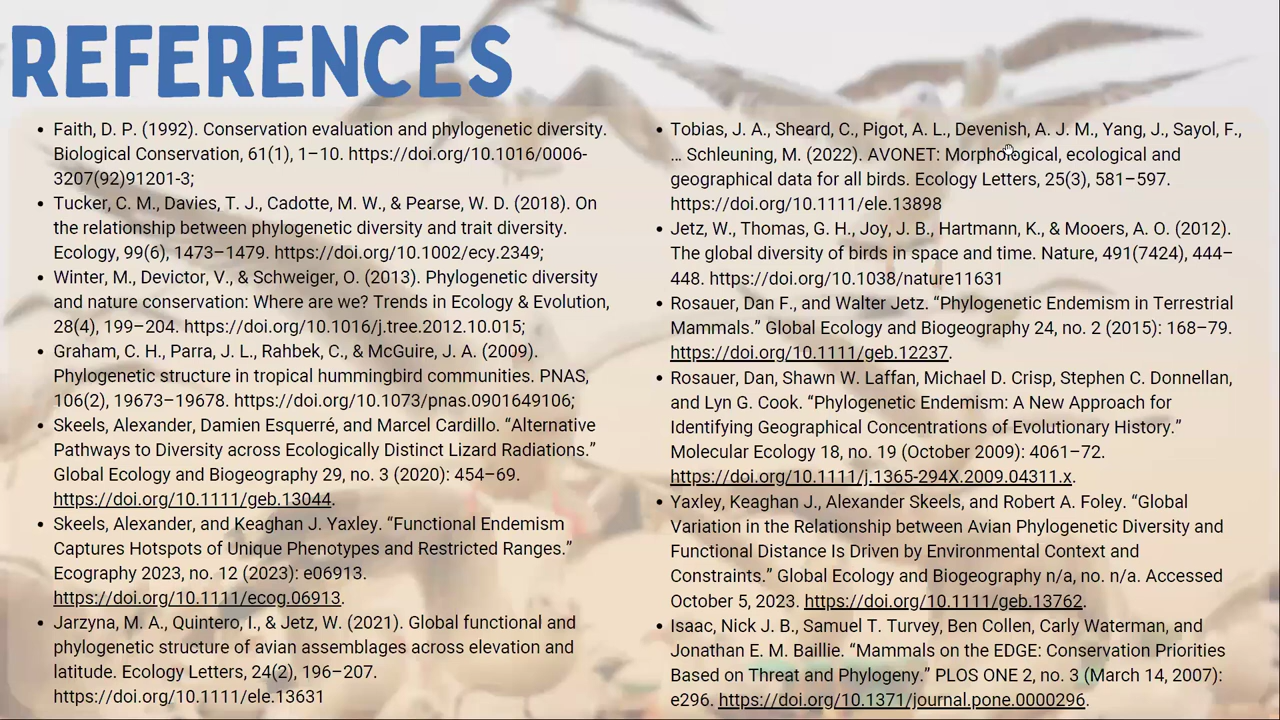 REFERENCES
• Faith, D. P. (1992). Conservation evaluation and phylogenetic diversity.
Biological Conservation, 61(1), 1–10. https://doi.org/10.1016/0006-
3207(92)91201-3;
• Tucker, C. M., Davies, T. J., Cadotte, M. W., & Pearse, W. D. (2018). On
the relationship between phylogenetic diversity and trait diversity.
Ecology, 99(6), 1473–1479. https://doi.org/10.1002/ecy.2349;
• Winter, M., Devictor, V., & Schweiger, O. (2013). Phylogenetic diversity
and nature conservation: Where are we? Trends in Ecology & Evolution,
28(4), 199–204. https://doi.org/10.1016/j.tree.2012.10.015;
• Graham, C. H., Parra, J. L., Rahbek, C., & McGuire, J. A. (2009).
Phylogenetic structure in tropical hummingbird communities. PNAS,
106(2), 19673–19678. https://doi.org/10.1073/pnas.0901649106;
• Skeels, Alexander, Damien Esquerré, and Marcel Cardillo. “Alternative
Pathways to Diversity across Ecologically Distinct Lizard Radiations.”
Global Ecology and Biogeography 29, no. 3 (2020): 454–69.
https://doi.org/10.1111/geb.13044.
• Skeels, Alexander, and Keaghan J. Yaxley. “Functional Endemism
Captures Hotspots of Unique Phenotypes and Restricted Ranges.”
Ecography 2023, no. 12 (2023): e06913.
https://doi.org/10.1111/ecog.06913.
• Jarzyna, M. A., Quintero, I., & Jetz, W. (2021). Global functional and
phylogenetic structure of avian assemblages across elevation and
latitude. Ecology Letters, 24(2), 196–207.
https://doi.org/10.1111/ele.13631
• Tobias, J. A., Sheard, C., Pigot, A. L., Devenish, A. J. M., Yang, J., Sayol, F.,
… Schleuning, M. (2022). AVONET: Morphological, ecological and
geographical data for all birds. Ecology Letters, 25(3), 581–597.
https://doi.org/10.1111/ele.13898
• Jetz, W., Thomas, G. H., Joy, J. B., Hartmann, K., & Mooers, A. O. (2012).
The global diversity of birds in space and time. Nature, 491(7424), 444–
448. https://doi.org/10.1038/nature11631
• Rosauer, Dan F., and Walter Jetz. “Phylogenetic Endemism in Terrestrial
Mammals.” Global Ecology and Biogeography 24, no. 2 (2015): 168–79.
https://doi.org/10.1111/geb.12237.
• Rosauer, Dan, Shawn W. Laffan, Michael D. Crisp, Stephen C. Donnellan,
and Lyn G. Cook. “Phylogenetic Endemism: A New Approach for
Identifying Geographical Concentrations of Evolutionary History.”
Molecular Ecology 18, no. 19 (October 2009): 4061–72.
https://doi.org/10.1111/j.1365-294X.2009.04311.x.
• Yaxley, Keaghan J., Alexander Skeels, and Robert A. Foley. “Global
Variation in the Relationship between Avian Phylogenetic Diversity and
Functional Distance Is Driven by Environmental Context and
Constraints.” Global Ecology and Biogeography n/a, no. n/a. Accessed
October 5, 2023. https://doi.org/10.1111/geb.13762.
• Isaac, Nick J. B., Samuel T. Turvey, Ben Collen, Carly Waterman, and
Jonathan E. M. Baillie. “Mammals on the EDGE: Conservation Priorities
Based on Threat and Phylogeny.” PLOS ONE 2, no. 3 (March 14, 2007):
e296. https://doi.org/10.1371/journal.pone.0000296.